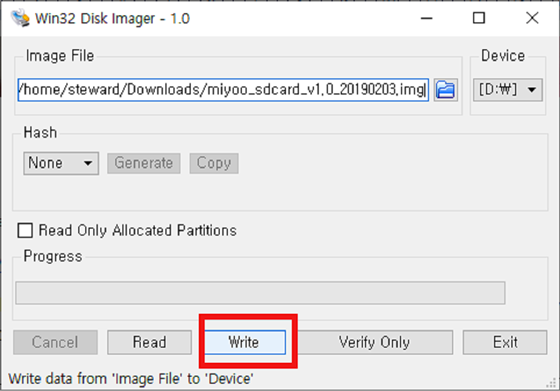 Win32 Disk Imager - 1.0
Image File
Device
/home/steward/Downloads/miyoo_sdcard_v1.0_20190203.img
[D:₩]
Hash
None
Generate
Copy
Read Only Allocated Partitions
Progress
Cancel
Read
Write
Verify Only
Exit
Write data from 'Image File' to 'Device'